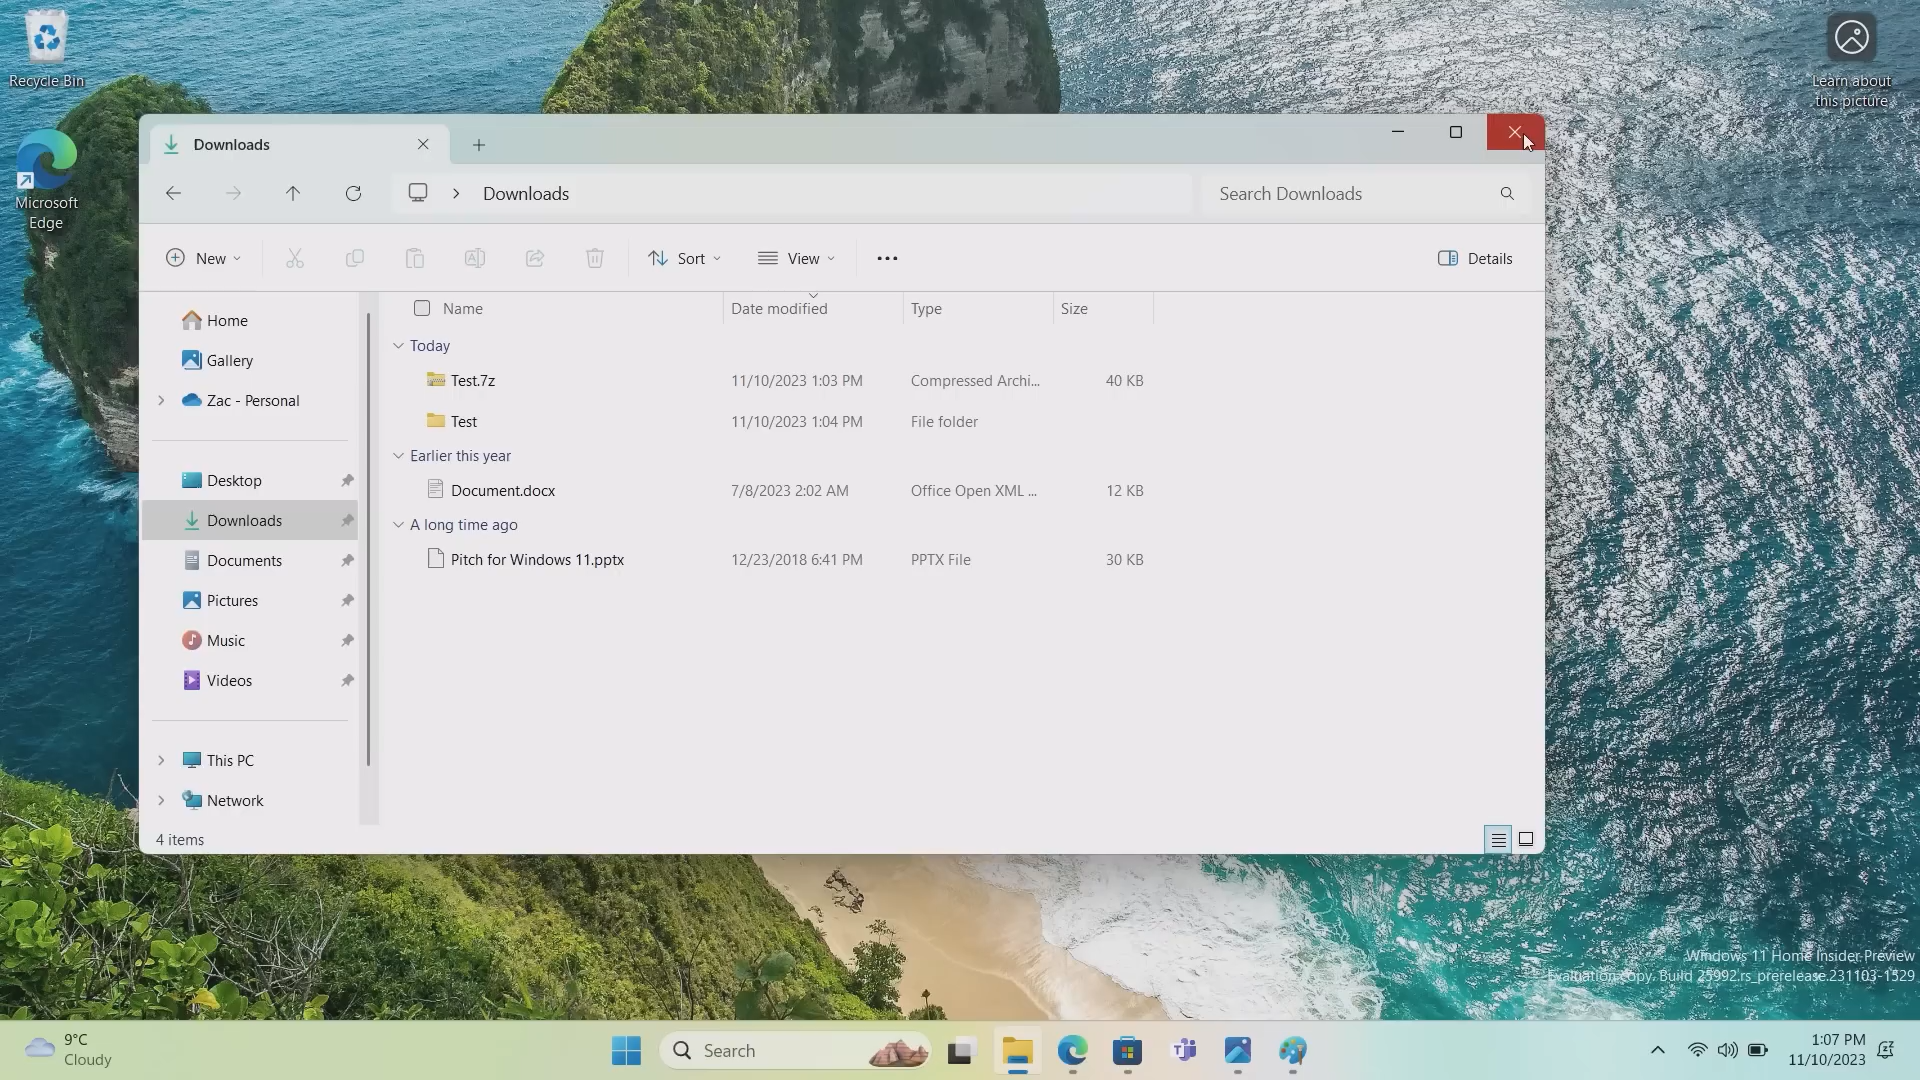 Recycle Bin
Learn about
this picture
Microsoft
Edge
Downloads
Downloads
Search Downloads
New
Sort
View
Details
Home
Gallery
Zac - Personal
Desktop
Downloads
Documents
Pictures
Music
Videos
This PC
Network
Name Date modified Type Size
Today
Test.7z 11/10/2023 1:03 PM Compressed Archi... 40 KB
Test 11/10/2023 1:04 PM File folder
Earlier this year
Document.docx 7/8/2023 2:02 AM Office Open XML ... 12 KB
A long time ago
Pitch for Windows 11.pptx 12/23/2018 6:41 PM PPTX File 30 KB
4 items
Windows 11 Home Insider Preview
Evaluation copy. Build 25992.rs_prerelease.231103-1529
9°C
Cloudy
Search
1:07 PM
11/10/2023